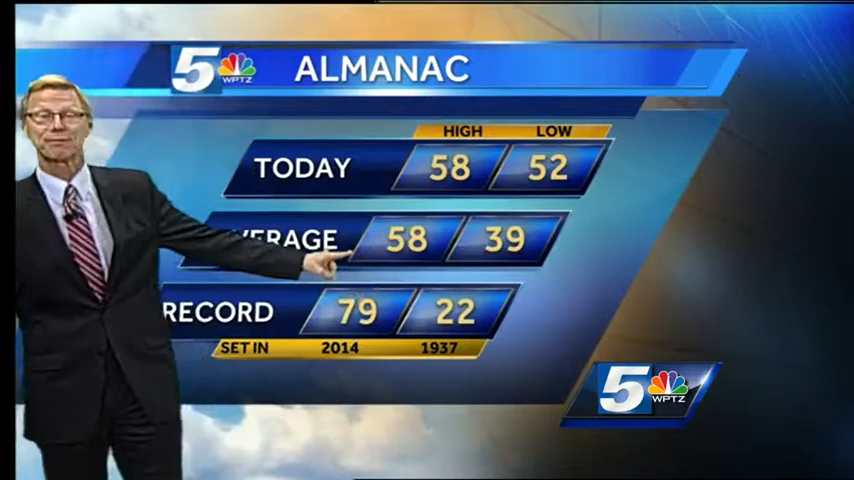 5 WPTZ ALMANAC
HIGH LOW
TODAY 58 52
AVERAGE 58 39
RECORD 79 22
SET IN 2014 1937
5 WPTZ